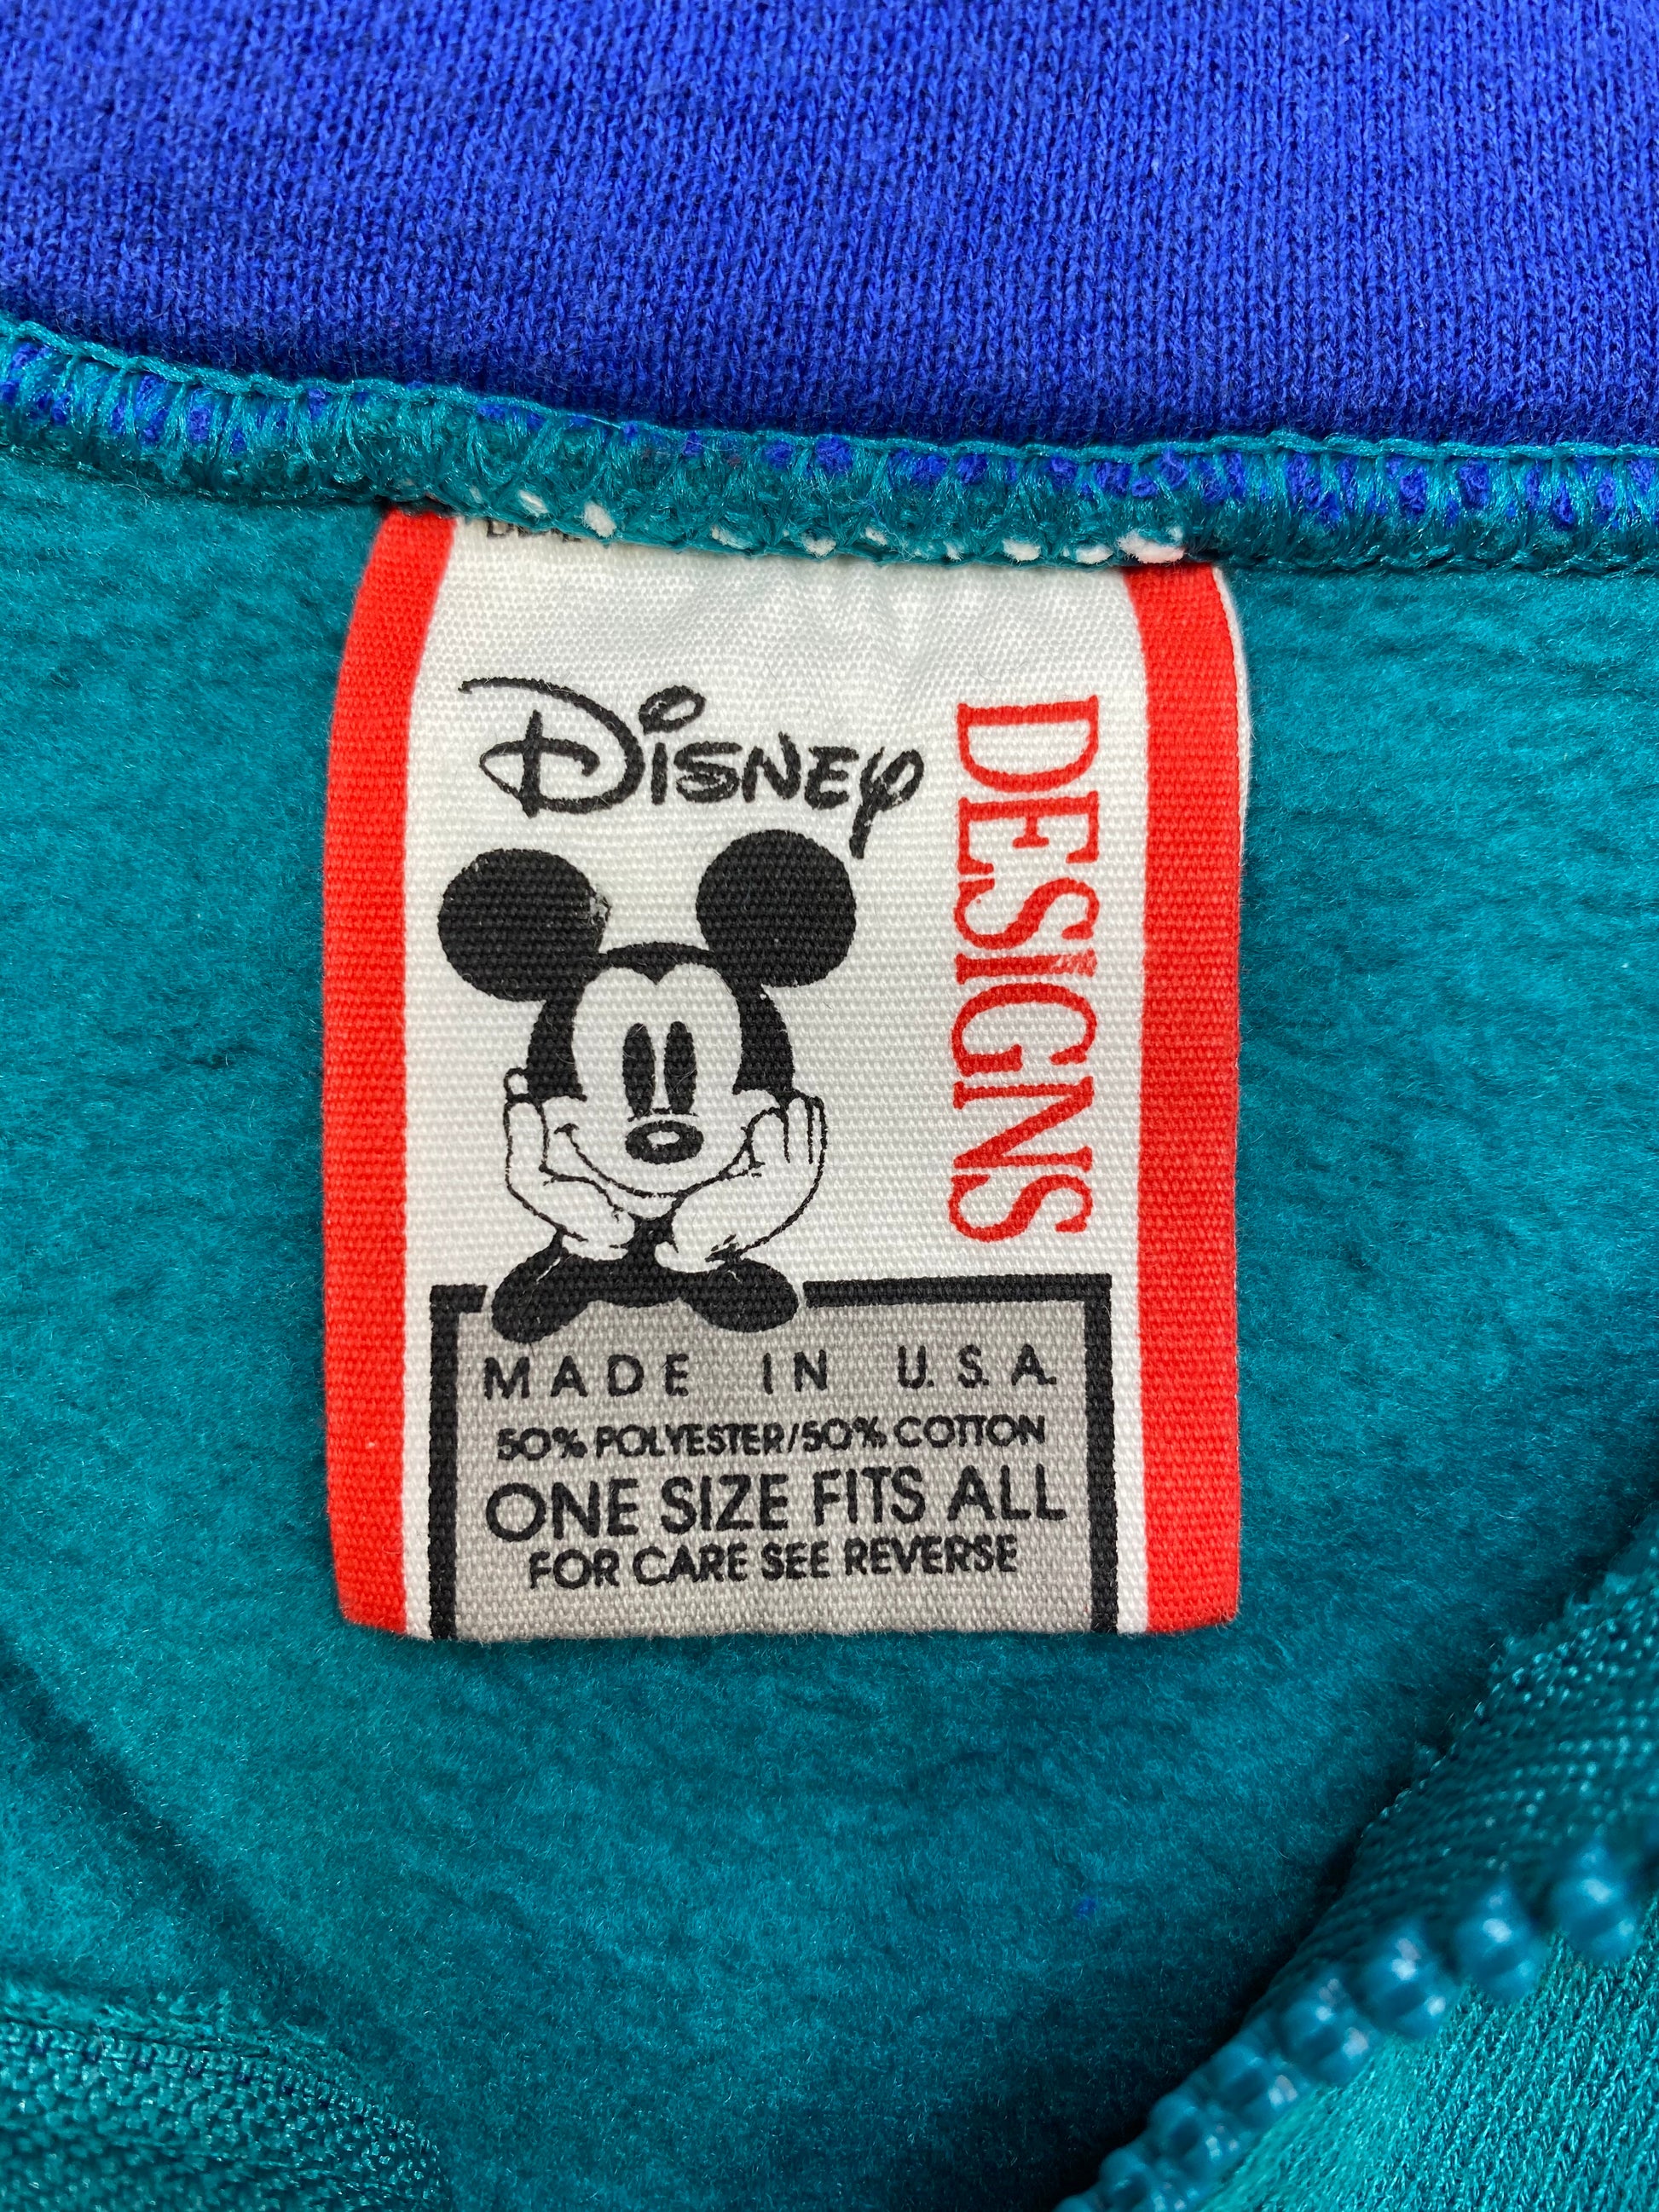 Disney
DESIGNS
MADE IN U.S.A.
50% POLYESTER/50% COTTON
ONE SIZE FITS ALL
FOR CARE SEE REVERSE